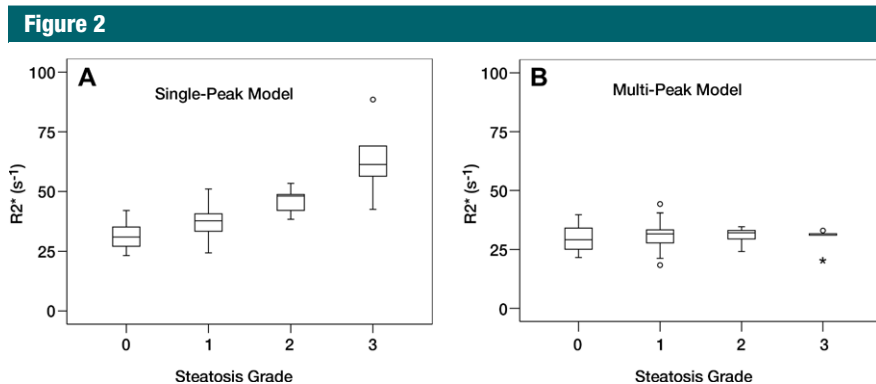 Figure 2
A
Single-Peak Model
100
75
50
25
0
R2* (s-1)
0 1 2 3
Steatosis Grade
B
Multi-Peak Model
100
75
50
25
0
R2* (s-1)
0 1 2 3
Steatosis Grade